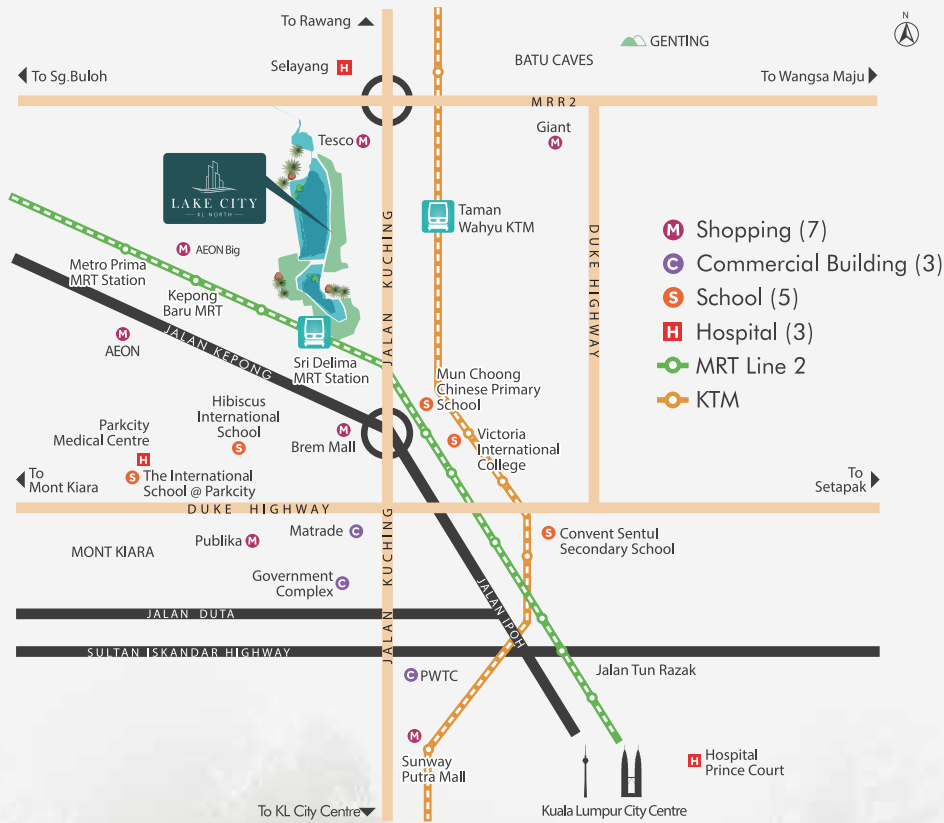 To Rawang
N
GENTING
Selayang
H
BATU CAVES
To Sg.Buloh
To Wangsa Maju
MRR2
Giant
M
Tesco
M
LAKE CITY
KL NORTH
Taman
Wahyu KTM
JALAN KUCHING
DUKE HIGHWAY
M Shopping (7)
C Commercial Building (3)
S School (5)
H Hospital (3)
MRT Line 2
KTM
M
AEON Big
Metro Prima
MRT Station
Kepong
Baru MRT
JALAN KEPONG
M
AEON
Sri Delima
MRT Station
Mun Choong
Chinese Primary
School
S
Hibiscus
International
School
S
M
Brem Mall
S
Victoria
International
College
Parkcity
Medical Centre
H
S
The International
School @ Parkcity
To
Mont Kiara
To
Setapak
DUKE HIGHWAY
Matrade
C
Publika
M
MONT KIARA
S
Convent Sentul
Secondary School
Government
Complex
C
JALAN KUCHING
JALAN IPOH
JALAN DUTA
SULTAN ISKANDAR HIGHWAY
Jalan Tun Razak
C
PWTC
M
Sunway
Putra Mall
H
Hospital
Prince Court
To KL City Centre
Kuala Lumpur City Centre